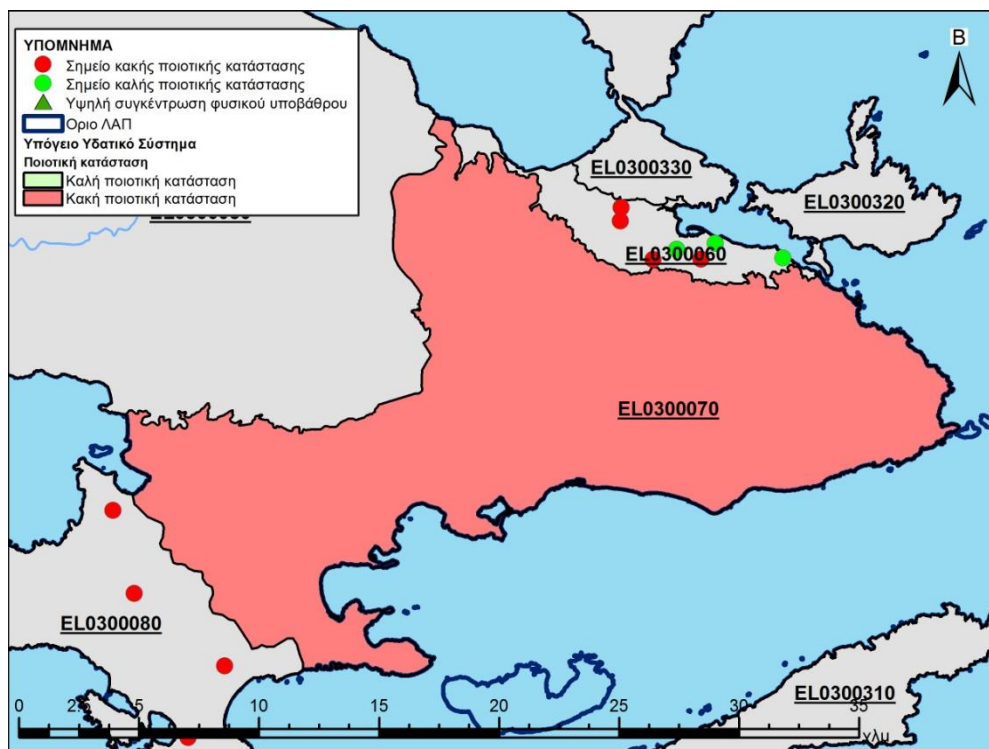 ΥΠΟΜΝΗΜΑ
Σημείο κακής ποιοτικής κατάστασης
Σημείο καλής ποιοτικής κατάστασης
Υψηλή συγκέντρωση φυσικού υποβάθρου
Οριο ΛΑΠ
Υπόγειο Υδατικό Σύστημα
Ποιοτική κατάσταση
Καλή ποιοτική κατάσταση
Κακή ποιοτική κατάσταση
B
EL0300330
EL0300320
EL0300060
EL0300070
EL0300080
EL0300310
0 2.5 5 10 15 20 25 30 35
χλμ